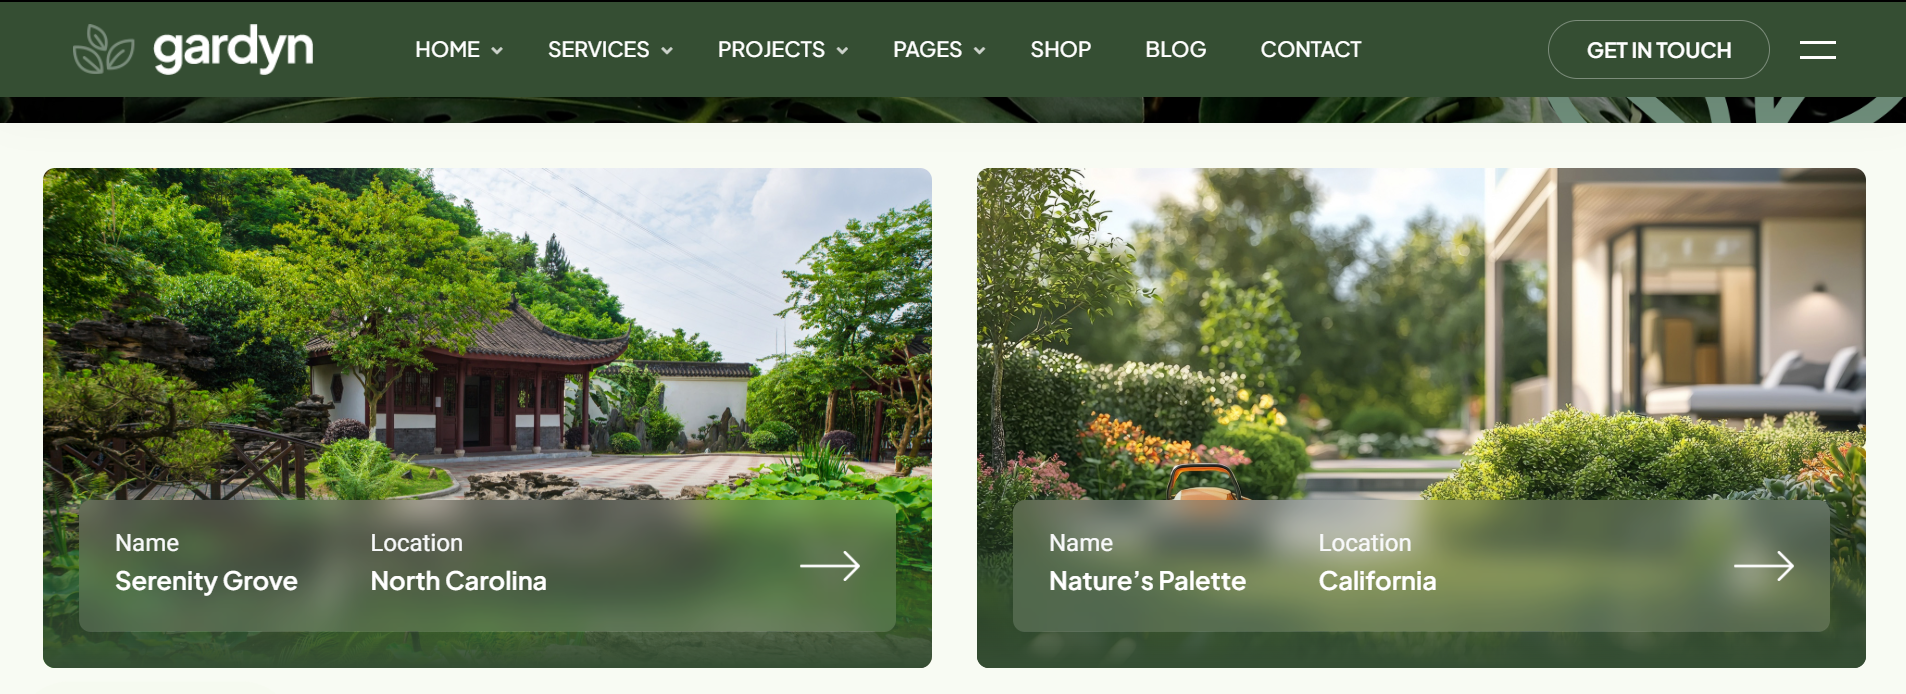 gardyn
HOME
SERVICES
PROJECTS
PAGES
SHOP
BLOG
CONTACT
GET IN TOUCH
Name
Serenity Grove
Location
North Carolina
Name
Nature’s Palette
Location
California